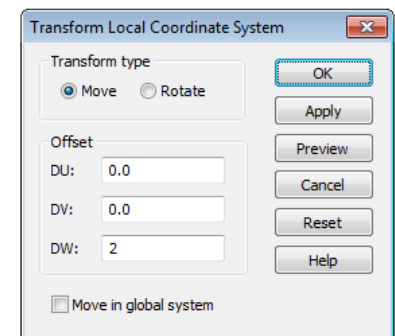 Transform Local Coordinate System
Transform type
Move
Rotate
OK
Apply
Offset
Preview
DU: 0.0
Cancel
DV: 0.0
Reset
DW: 2
Help
Move in global system